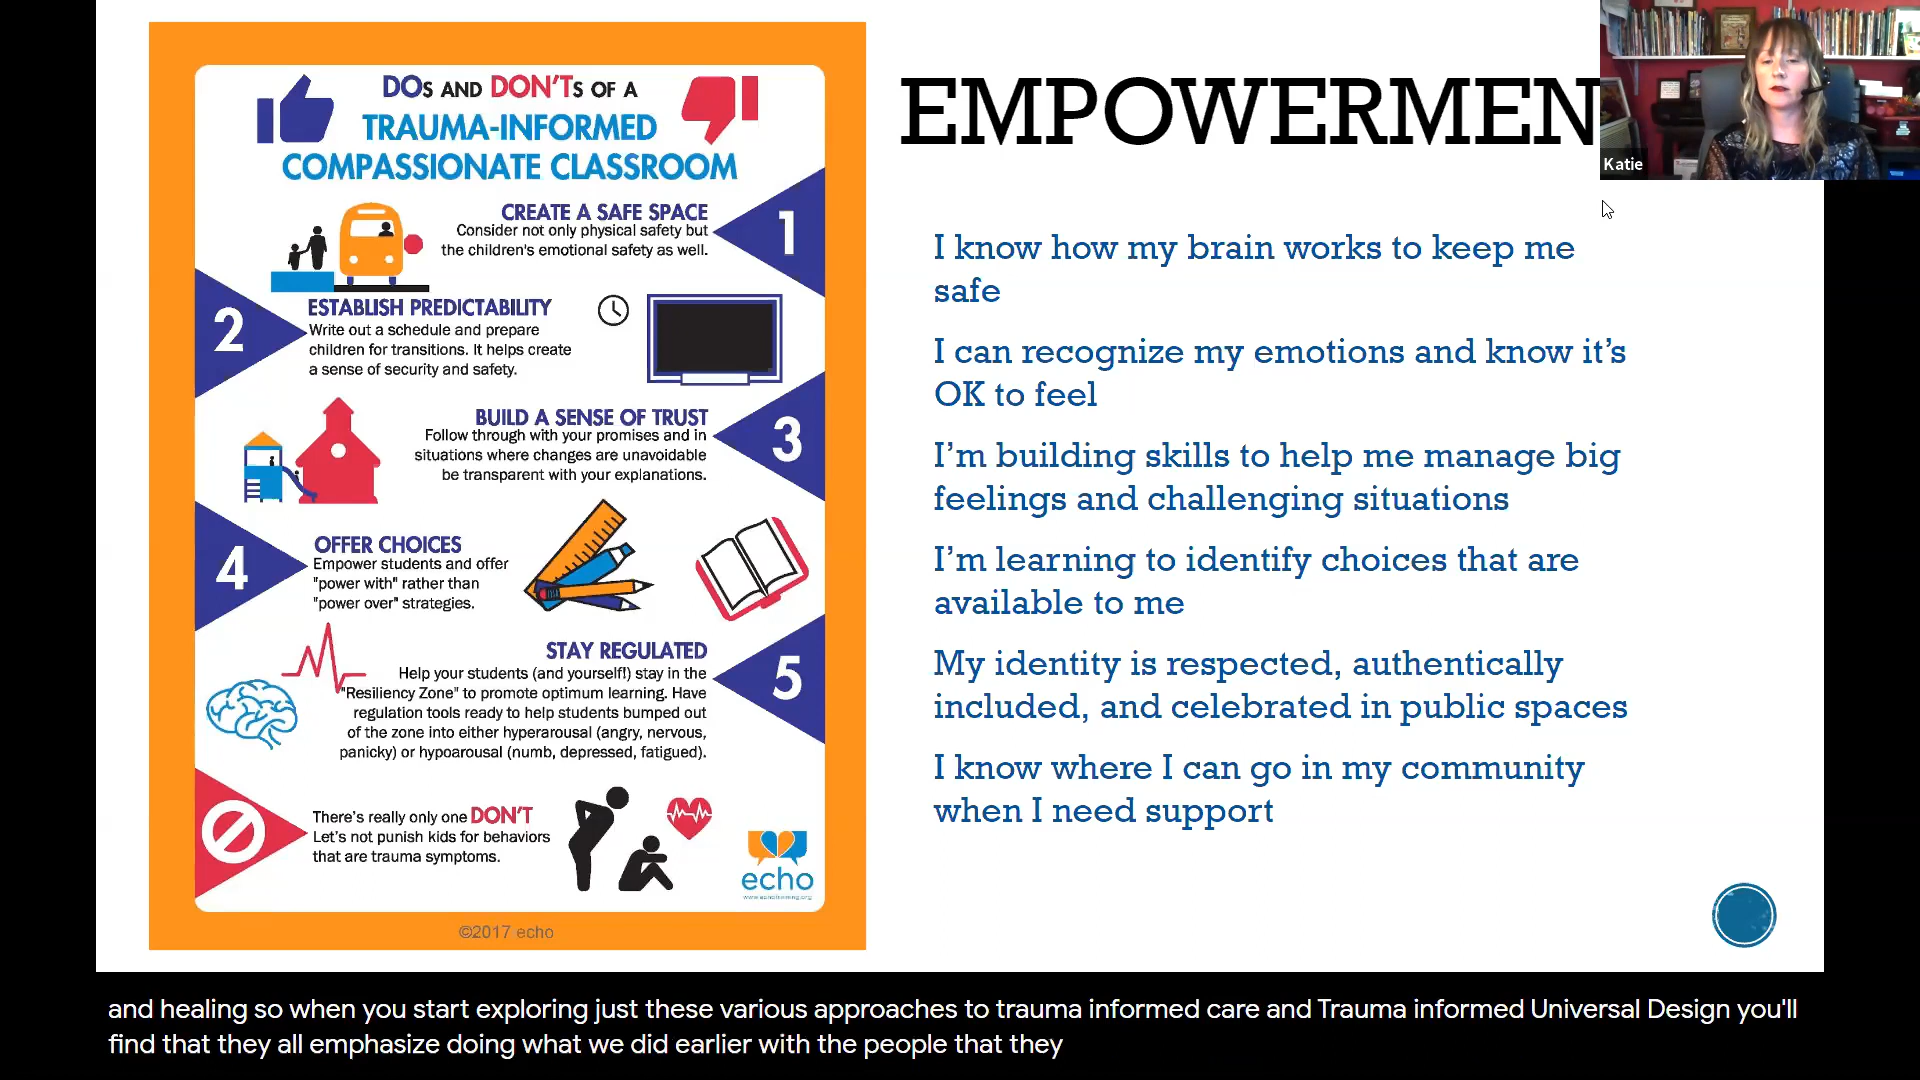 DOs AND DON'Ts OF A
TRAUMA-INFORMED
COMPASSIONATE CLASSROOM
1
CREATE A SAFE SPACE
Consider not only physical safety but
the children's emotional safety as well.
2
ESTABLISH PREDICTABILITY
Write out a schedule and prepare
children for transitions. It helps create
a sense of security and safety.
3
BUILD A SENSE OF TRUST
Follow through with your promises and in
situations where changes are unavoidable
be transparent with your explanations.
4
OFFER CHOICES
Empower students and offer
"power with" rather than
"power over" strategies.
5
STAY REGULATED
Help your students (and yourself!) stay in the
"Resiliency Zone" to promote optimum learning. Have
regulation tools ready to help students bumped out
of the zone into either hyperarousal (angry, nervous,
panicky) or hypoarousal (numb, depressed, fatigued).
There's really only one DON'T
Let's not punish kids for behaviors
that are trauma symptoms.
echo
©2017 echo
EMPOWERMEN
Katie
I know how my brain works to keep me
safe
I can recognize my emotions and know it's
OK to feel
I'm building skills to help me manage big
feelings and challenging situations
I'm learning to identify choices that are
available to me
My identity is respected, authentically
included, and celebrated in public spaces
I know where I can go in my community
when I need support
and healing so when you start exploring just these various approaches to trauma informed care and Trauma informed Universal Design you'll
find that they all emphasize doing what we did earlier with the people that they